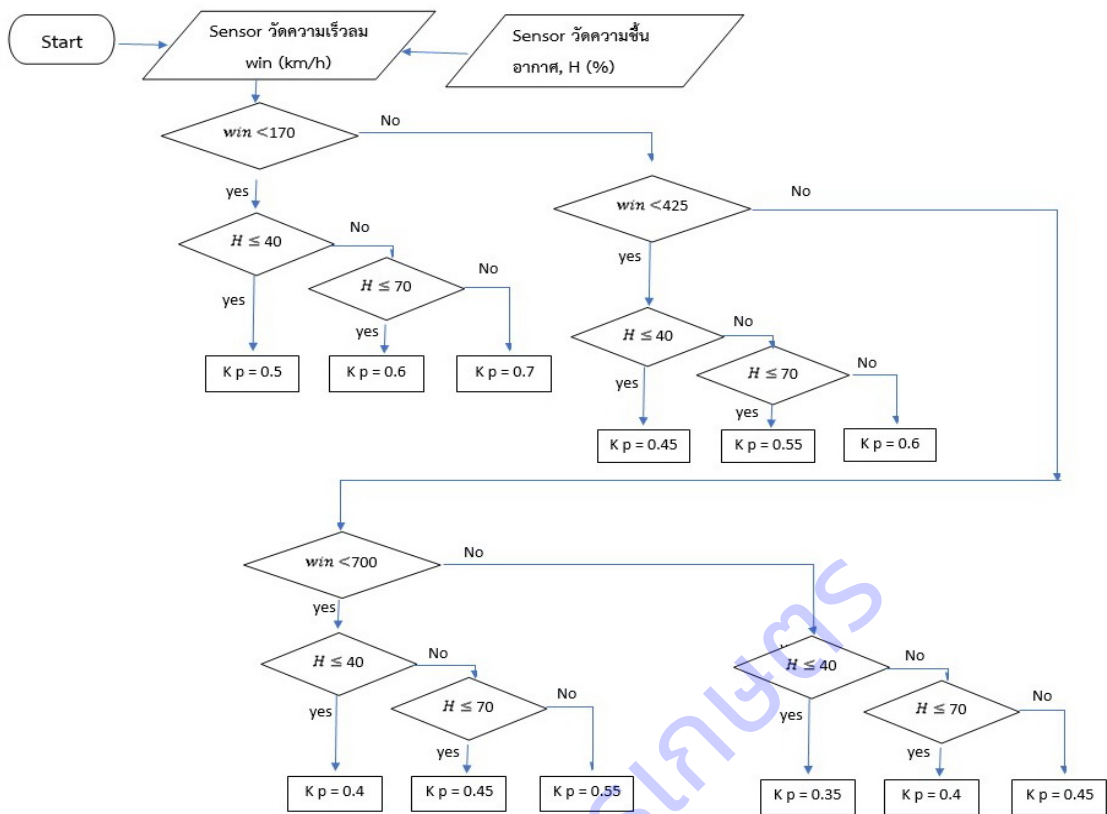 Start
Sensor วัดความเร็วลม
win (km/h)
Sensor วัดความชื้น
อากาศ, H (%)
win <170
No
yes
win <425
No
yes
H ≤ 40
No
yes
H ≤ 70
No
yes
K p = 0.5
K p = 0.6
K p = 0.7
H ≤ 40
No
yes
H ≤ 70
No
yes
K p = 0.45
K p = 0.55
K p = 0.6
win <700
No
yes
H ≤ 40
No
yes
H ≤ 70
No
yes
K p = 0.4
K p = 0.45
K p = 0.55
H ≤ 40
No
yes
H ≤ 70
No
yes
K p = 0.35
K p = 0.4
K p = 0.45